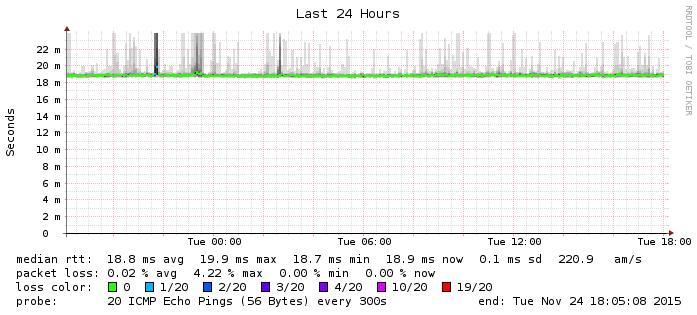 Last 24 Hours
RRDTOOL / TOBI OETIKER
Seconds
22 m
20 m
18 m
16 m
14 m
12 m
10 m
8 m
6 m
4 m
2 m
0
Tue 00:00 Tue 06:00 Tue 12:00 Tue 18:00
median rtt: 18.8 ms avg 19.9 ms max 18.7 ms min 18.9 ms now 0.1 ms sd 220.9 am/s
packet loss: 0.02 % avg 4.22 % max 0.00 % min 0.00 % now
loss color: 0 1/20 2/20 3/20 4/20 10/20 19/20
probe: 20 ICMP Echo Pings (56 Bytes) every 300s end: Tue Nov 24 18:05:08 2015